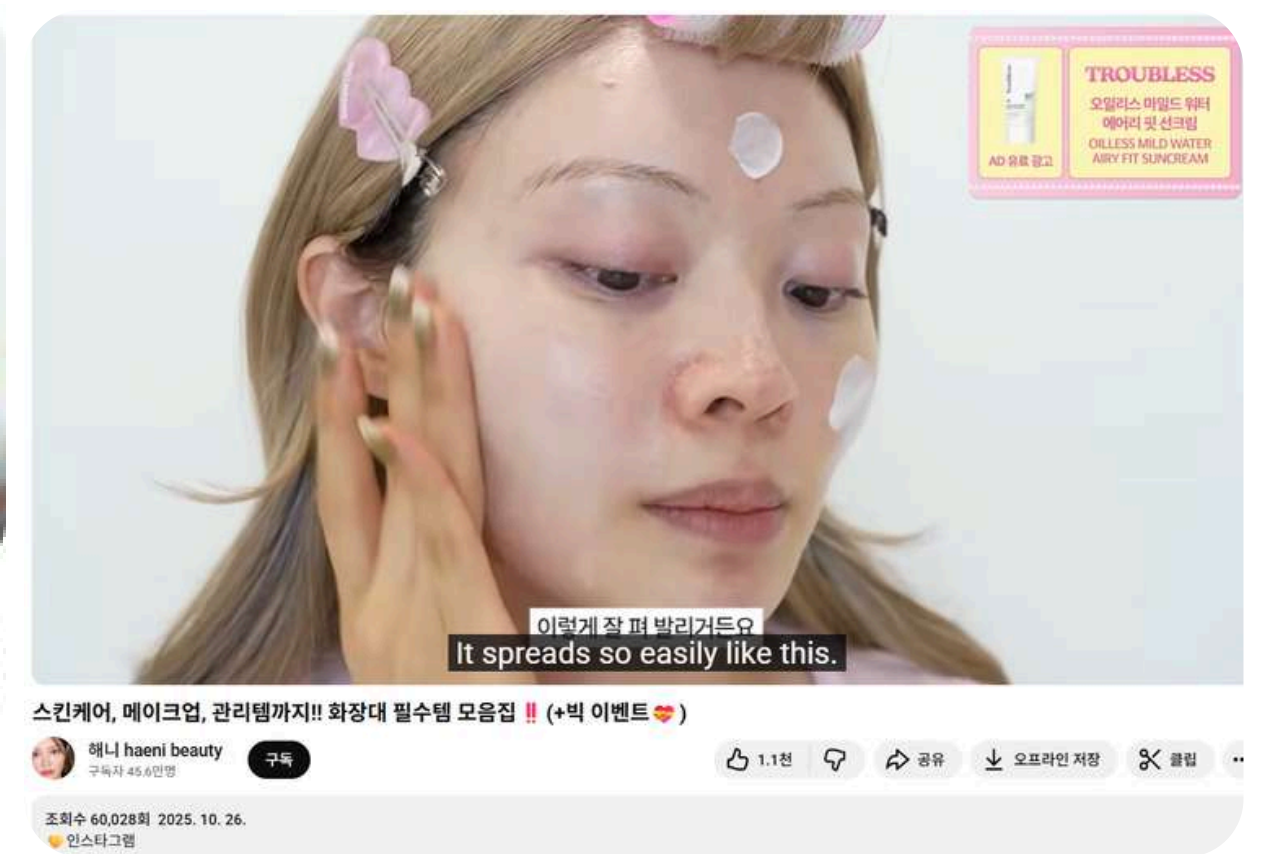 TROUBLESS
오일리스 마일드 워터
에어리 핏 선크림
OILLESS MILD WATER
AIRY FIT SUNCREAM
AD 유료 광고
이렇게 잘 펴 발리거든요
It spreads so easily like this.
스킨케어, 메이크업, 관리템까지!! 화장대 필수템 모음집 ‼️ (+빅 이벤트💝 )
해니 haeni beauty
구독자 45.6만명
구독
1.1천
공유
오프라인 저장
클립
조회수 60,028회 2025. 10. 26.
🧡인스타그램